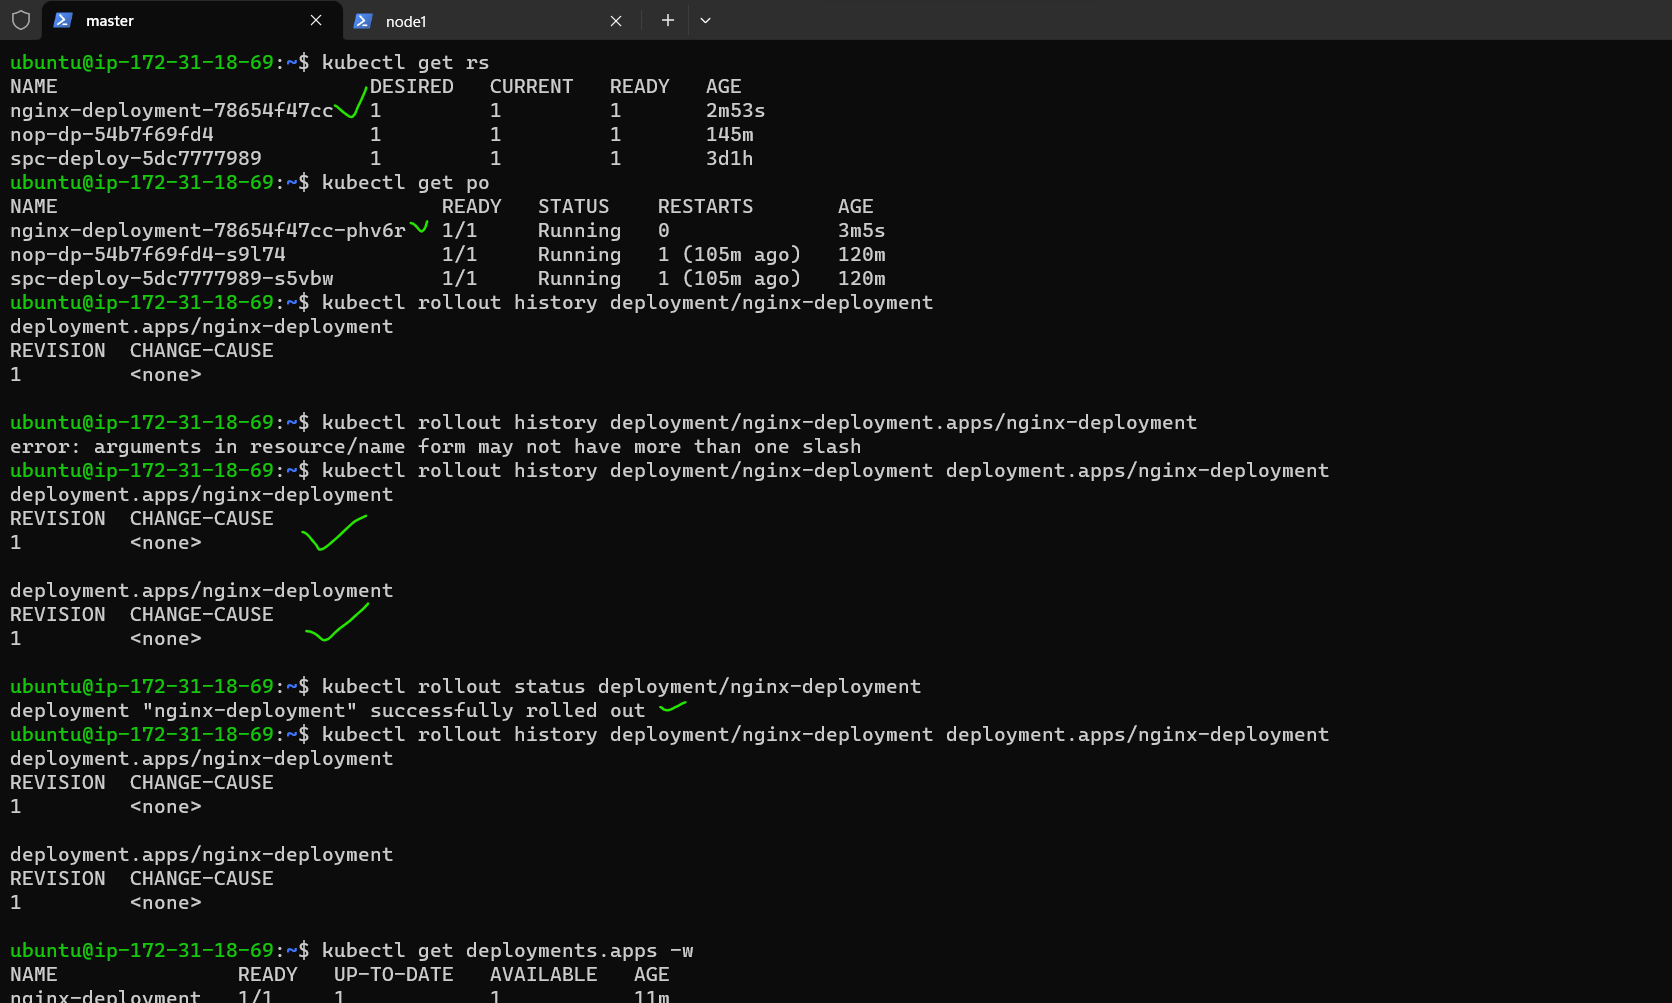 master
node1
ubuntu@ip-172-31-18-69:~$ kubectl get rs
NAME DESIRED CURRENT READY AGE
nginx-deployment-78654f47cc 1 1 1 2m53s
nop-dp-54b7f69fd4 1 1 1 145m
spc-deploy-5dc7777989 1 1 1 3d1h
ubuntu@ip-172-31-18-69:~$ kubectl get po
NAME READY STATUS RESTARTS AGE
nginx-deployment-78654f47cc-phv6r 1/1 Running 0 3m5s
nop-dp-54b7f69fd4-s9l74 1/1 Running 1 (105m ago) 120m
spc-deploy-5dc7777989-s5vbw 1/1 Running 1 (105m ago) 120m
ubuntu@ip-172-31-18-69:~$ kubectl rollout history deployment/nginx-deployment
deployment.apps/nginx-deployment
REVISION CHANGE-CAUSE
1 <none>
ubuntu@ip-172-31-18-69:~$ kubectl rollout history deployment/nginx-deployment.apps/nginx-deployment
error: arguments in resource/name form may not have more than one slash
ubuntu@ip-172-31-18-69:~$ kubectl rollout history deployment/nginx-deployment deployment.apps/nginx-deployment
deployment.apps/nginx-deployment
REVISION CHANGE-CAUSE
1 <none>
deployment.apps/nginx-deployment
REVISION CHANGE-CAUSE
1 <none>
ubuntu@ip-172-31-18-69:~$ kubectl rollout status deployment/nginx-deployment
deployment "nginx-deployment" successfully rolled out
ubuntu@ip-172-31-18-69:~$ kubectl rollout history deployment/nginx-deployment deployment.apps/nginx-deployment
deployment.apps/nginx-deployment
REVISION CHANGE-CAUSE
1 <none>
deployment.apps/nginx-deployment
REVISION CHANGE-CAUSE
1 <none>
ubuntu@ip-172-31-18-69:~$ kubectl get deployments.apps -w
NAME READY UP-TO-DATE AVAILABLE AGE
nginx-deployment 1/1 1 1 11m